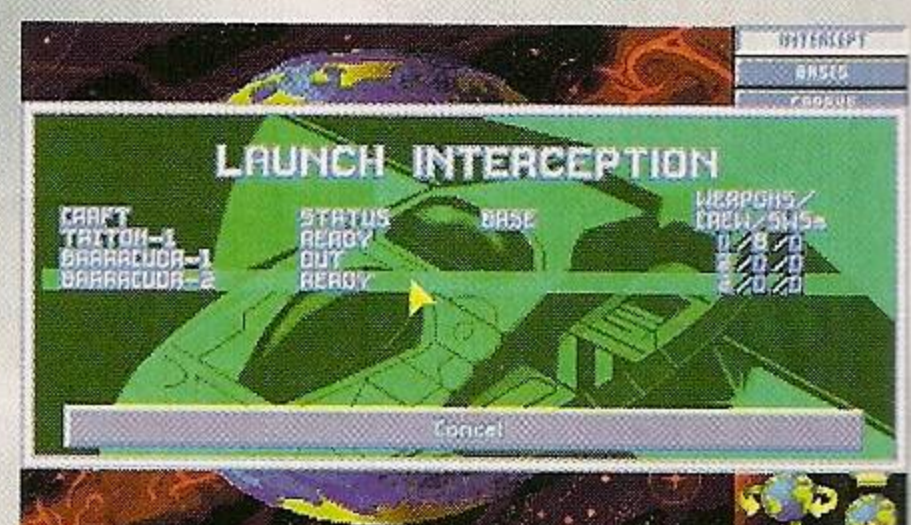 INTERCEPT
BASES
LAUNCH INTERCEPTION
WEAPONS/
CRAFT STATUS BASE CREW/SWSs
TRITON-1 READY 0/8/0
BARRACUDA-1 OUT 2/0/0
BARRACUDA-2 READY 2/0/0
Cancel